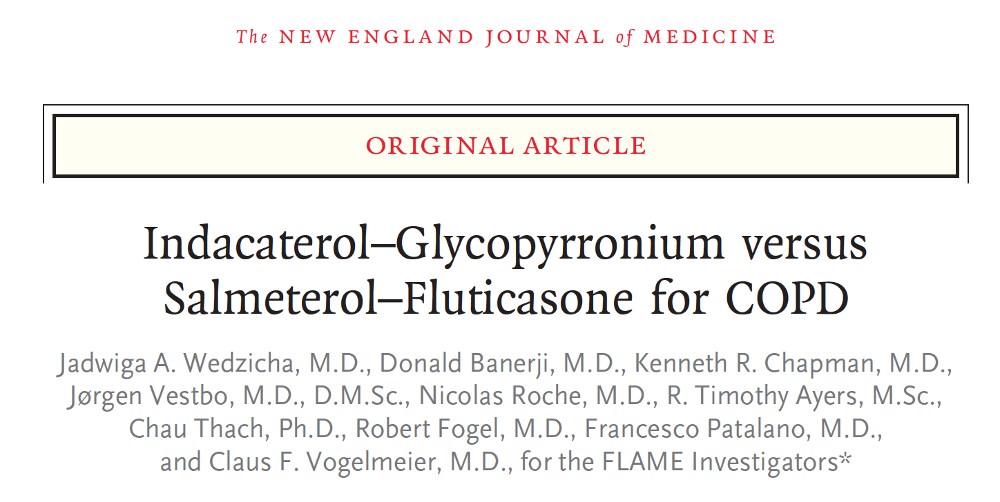 The NEW ENGLAND JOURNAL of MEDICINE
ORIGINAL ARTICLE
Indacaterol–Glycopyrronium versus
Salmeterol–Fluticasone for COPD
Jadwiga A. Wedzicha, M.D., Donald Banerji, M.D., Kenneth R. Chapman, M.D.,
Jørgen Vestbo, M.D., D.M.Sc., Nicolas Roche, M.D., R. Timothy Ayers, M.Sc.,
Chau Thach, Ph.D., Robert Fogel, M.D., Francesco Patalano, M.D.,
and Claus F. Vogelmeier, M.D., for the FLAME Investigators*